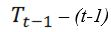 T_{t-1} – (t-1)